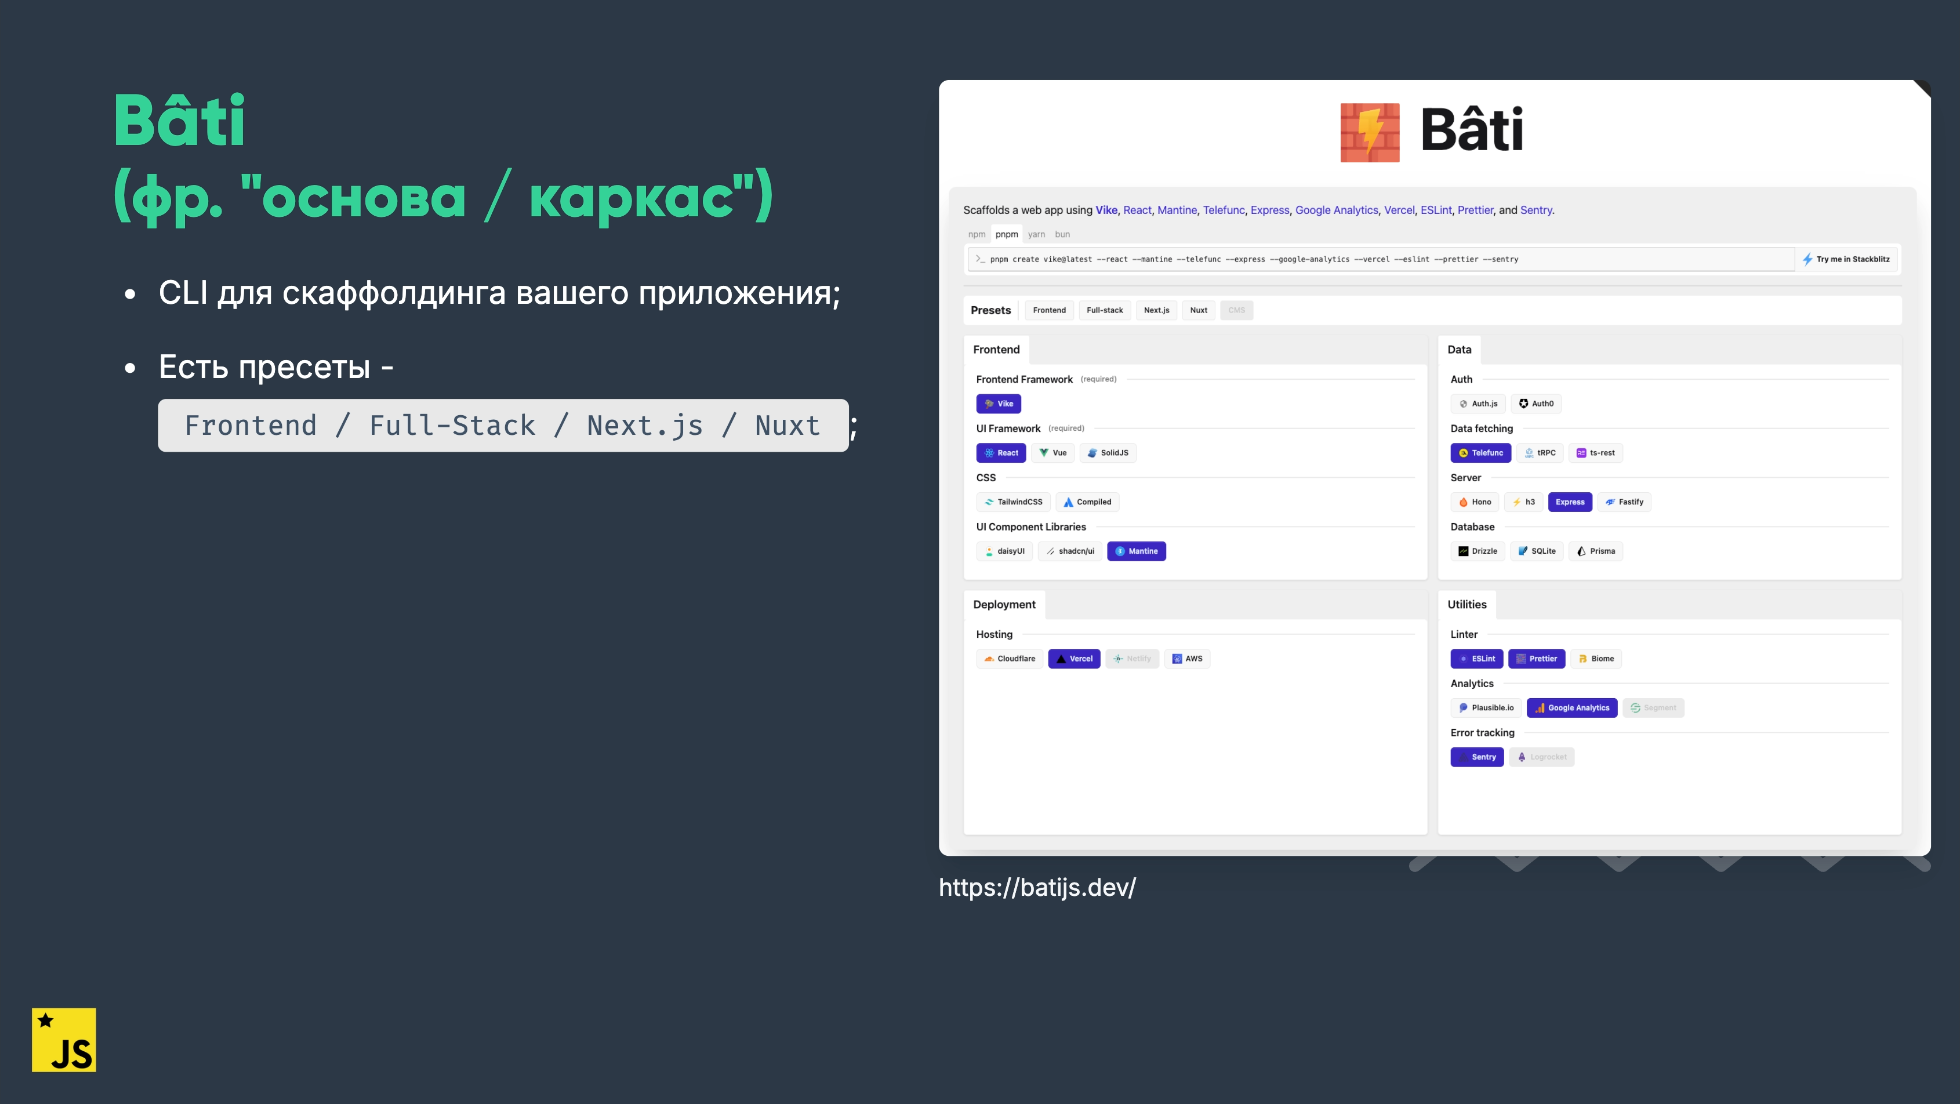 Bâti
(фр. "основа / каркас")
• CLI для скаффолдинга вашего приложения;
• Есть пресеты -
Frontend / Full-Stack / Next.js / Nuxt ;
Bâti
Scaffolds a web app using Vike, React, Mantine, Telefunc, Express, Google Analytics, Vercel, ESLint, Prettier, and Sentry.
npm pnpm yarn bun
>_ pnpm create vike@latest --react --mantine --telefunc --express --google-analytics --vercel --eslint --prettier --sentry
Try me in Stackblitz
Presets Frontend Full-stack Next.js Nuxt CMS
Frontend
Frontend Framework (required)
Vike
UI Framework (required)
React Vue SolidJS
CSS
TailwindCSS Compiled
UI Component Libraries
daisyUI shadcn/ui Mantine
Data
Auth
Auth.js Auth0
Data fetching
Telefunc tRPC ts-rest
Server
Hono h3 Express Fastify
Database
Drizzle SQLite Prisma
Deployment
Hosting
Cloudflare Vercel Netlify AWS
Utilities
Linter
ESLint Prettier Biome
Analytics
Plausible.io Google Analytics Segment
Error tracking
Sentry Logrocket
https://batijs.dev/
JS